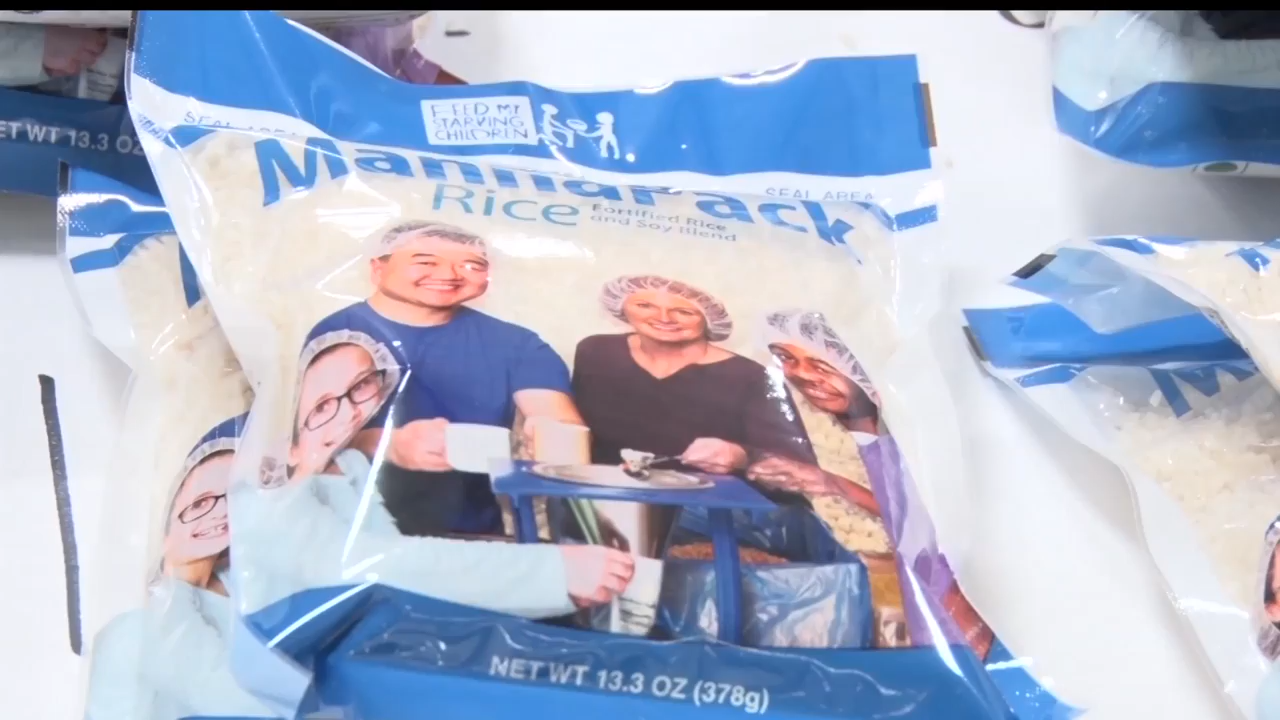 FEED MY
STARVING
CHILDREN
SEAL AREA
SEAL AREA
MannaPack
Rice
Fortified Rice
and Soy Blend
NET WT 13.3 OZ (378g)
ET WT 13.3 OZ
M